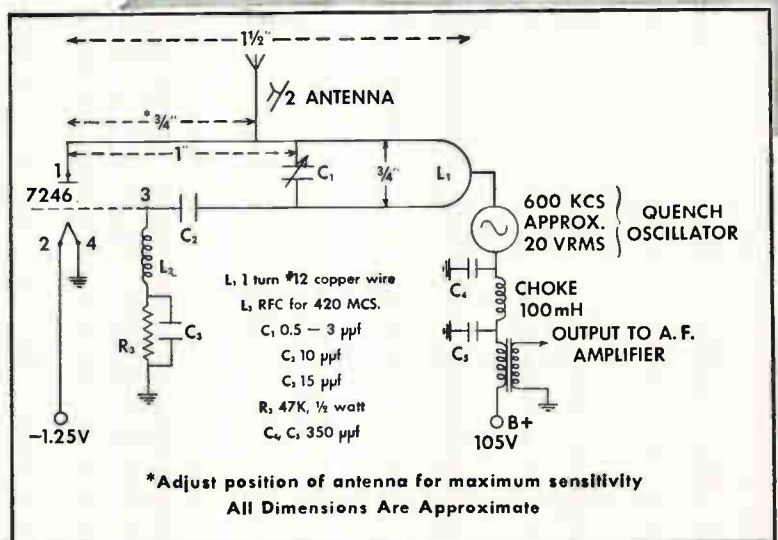 1½"
λ/2 ANTENNA
*¾"
1"
1
C₁
¾"
L₁
7246
3
C₂
2
4
L₂
600 KCS
APPROX.
20 VRMS
QUENCH
OSCILLATOR
L₁ 1 turn #12 copper wire
L₂ RFC for 420 MCS.
C₁ 0.5 — 3 µµf
C₂ 10 µµf
C₃ 15 µµf
R₃ 47K, ½ watt
C₄, C₅ 350 µµf
R₃
C₃
C₄
CHOKE
100mH
C₅
OUTPUT TO A.F.
AMPLIFIER
B+
105V
−1.25V
*Adjust position of antenna for maximum sensitivity
All Dimensions Are Approximate